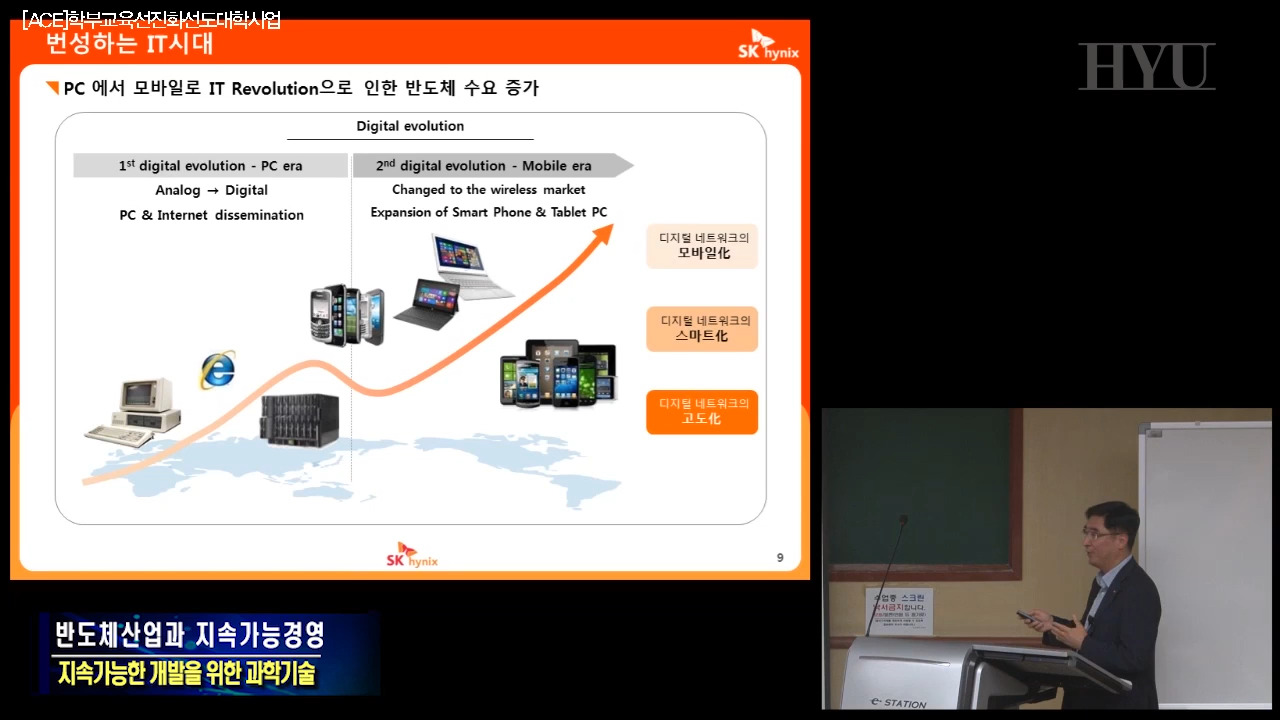 [ACE]학부교육선진화선도대학사업
번성하는 IT시대
SK hynix
HYU
PC 에서 모바일로 IT Revolution으로 인한 반도체 수요 증가
Digital evolution
1st digital evolution - PC era
2nd digital evolution - Mobile era
Analog → Digital
Changed to the wireless market
PC & Internet dissemination
Expansion of Smart Phone & Tablet PC
디지털 네트워크의
모바일化
디지털 네트워크의
스마트化
디지털 네트워크의
고도化
SK hynix
9
반도체산업과 지속가능경영
지속가능한 개발을 위한 과학기술
수업중 스크린
낙서금지입니다.
e-STATION